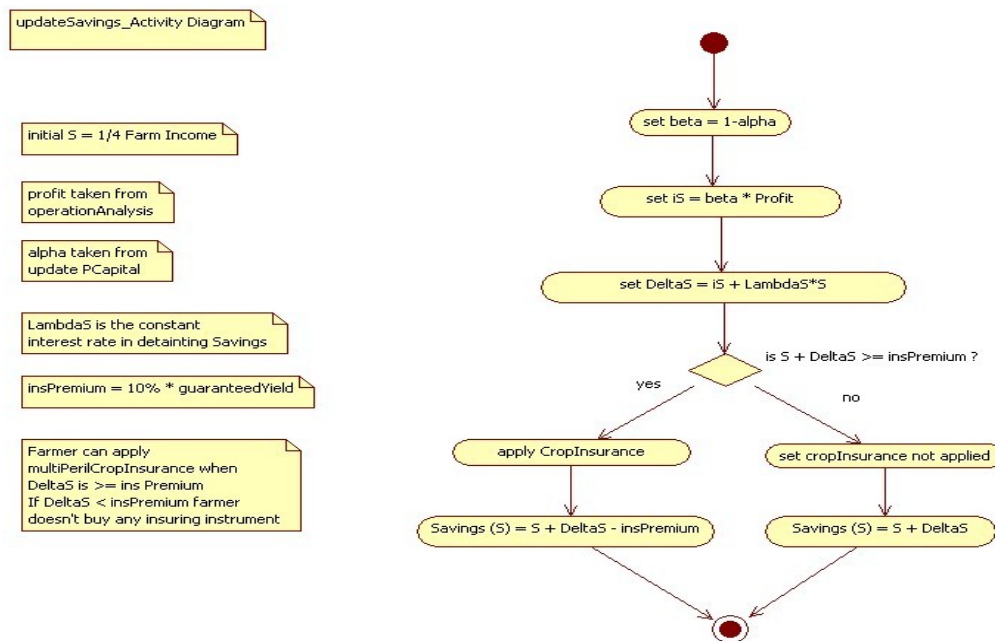 updateSavings_Activity Diagram
initial S = 1/4 Farm Income
profit taken from
operationAnalysis
alpha taken from
update PCapital
LambdaS is the constant
interest rate in detainting Savings
insPremium = 10% * guaranteedYield
Farmer can apply
multiPerilCropInsurance when
DeltaS is >= ins Premium
If DeltaS < insPremium farmer
doesn't buy any insuring instrument
set beta = 1-alpha
set iS = beta * Profit
set DeltaS = iS + LambdaS*S
is S + DeltaS >= insPremium ?
yes
no
apply CropInsurance
set cropInsurance not applied
Savings (S) = S + DeltaS - insPremium
Savings (S) = S + DeltaS